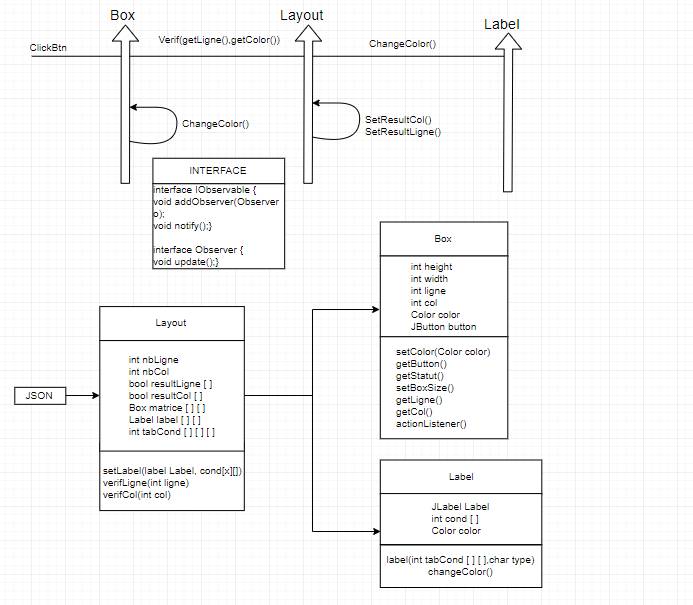 Box
Layout
Label
ClickBtn
Verif(getLigne(),getColor())
ChangeColor()
ChangeColor()
SetResultCol()
SetResultLigne()
INTERFACE
interface IObservable {
void addObserver(Observer
o);
void notify();}
interface Observer {
void update();}
Box
int height
int width
int ligne
int col
Color color
JButton button
setColor(Color color)
getButton()
getStatut()
setBoxSize()
getLigne()
getCol()
actionListener()
Layout
int nbLigne
int nbCol
bool resultLigne [ ]
bool resultCol [ ]
Box matrice [ ] [ ]
Label label [ ] [ ]
int tabCond [ ] [ ] [ ]
setLabel(label Label, cond[x][])
verifLigne(int ligne)
verifCol(int col)
JSON
Label
JLabel Label
int cond [ ]
Color color
label(int tabCond [ ] [ ],char type)
changeColor()